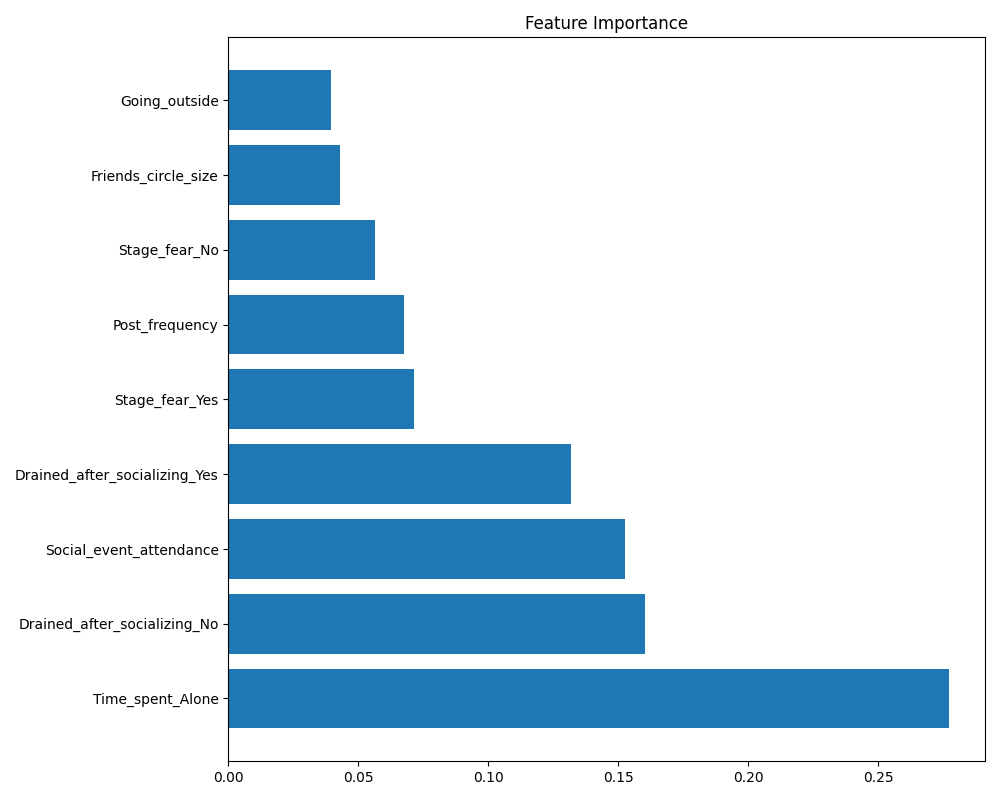 Feature Importance
Going_outside
Friends_circle_size
Stage_fear_No
Post_frequency
Stage_fear_Yes
Drained_after_socializing_Yes
Social_event_attendance
Drained_after_socializing_No
Time_spent_Alone
0.00 0.05 0.10 0.15 0.20 0.25